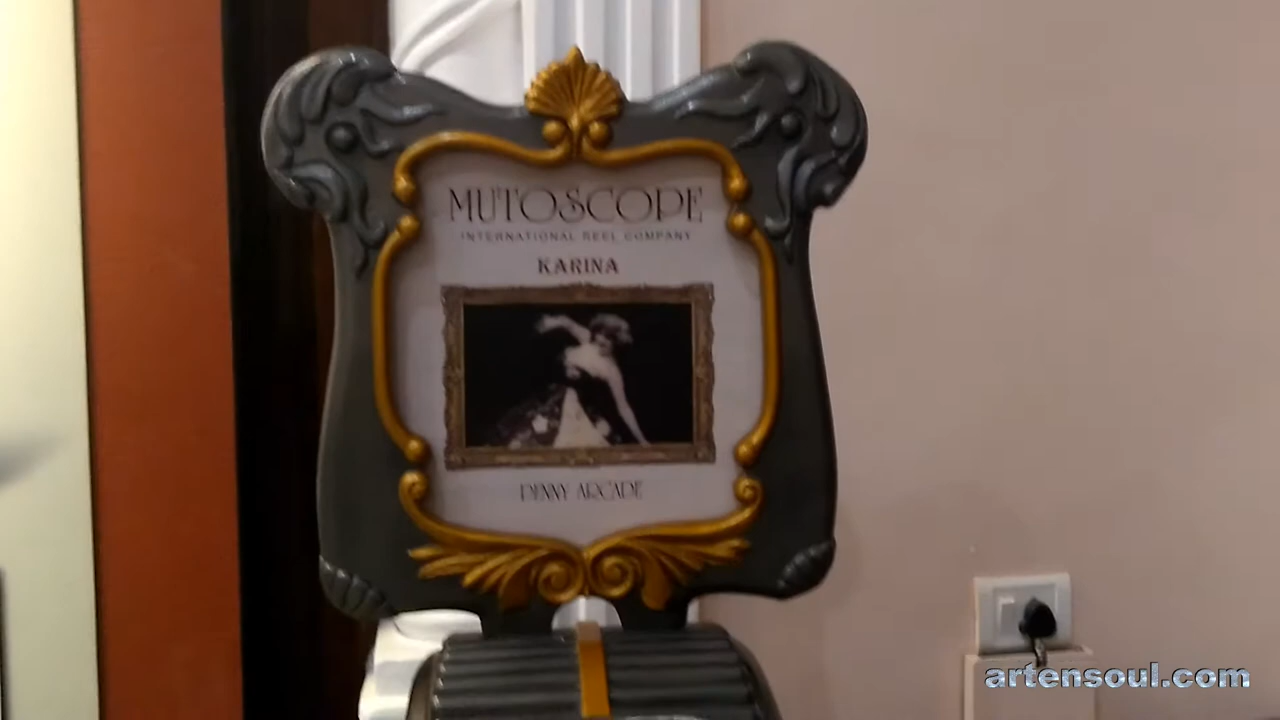 MUTOSCOPE
INTERNATIONAL REEL COMPANY
KARINA
PENNY ARCADE
artensoul.com